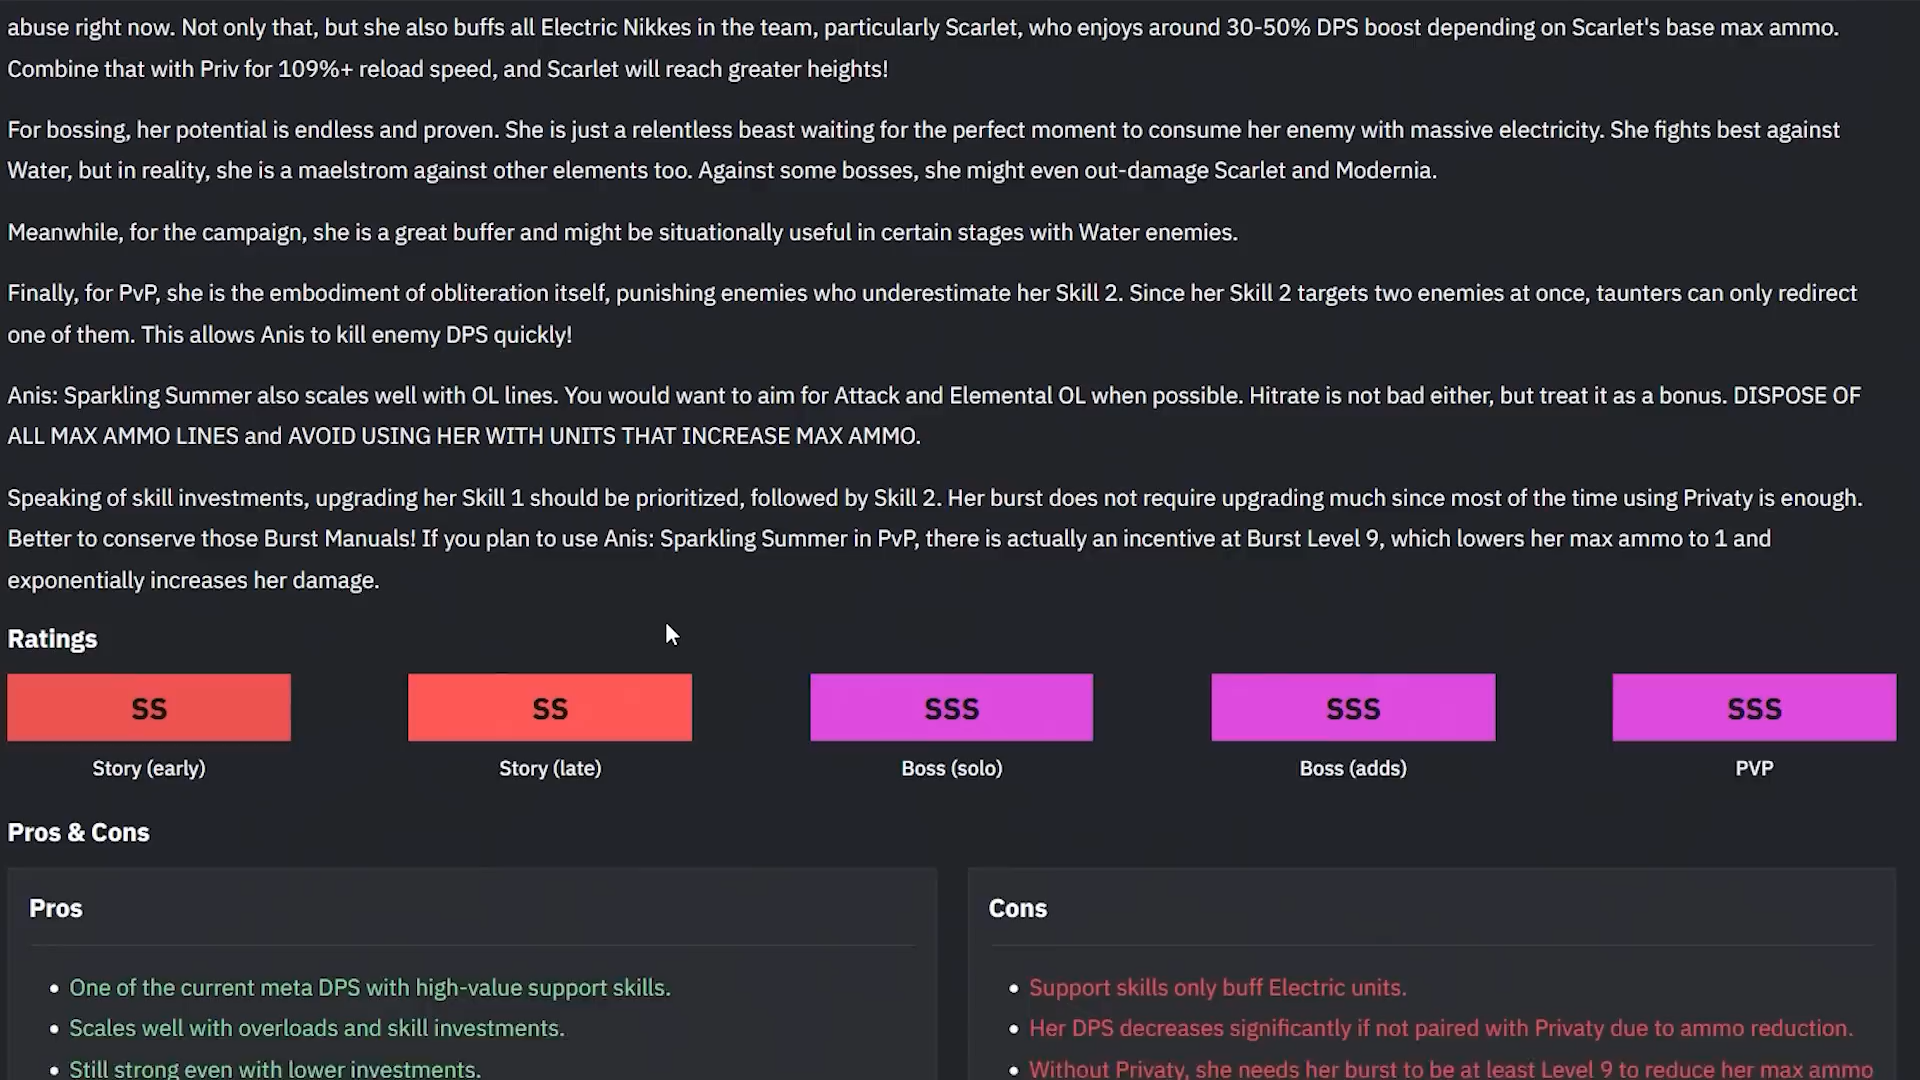 abuse right now. Not only that, but she also buffs all Electric Nikkes in the team, particularly Scarlet, who enjoys around 30-50% DPS boost depending on Scarlet's base max ammo.
Combine that with Priv for 109%+ reload speed, and Scarlet will reach greater heights!
For bossing, her potential is endless and proven. She is just a relentless beast waiting for the perfect moment to consume her enemy with massive electricity. She fights best against
Water, but in reality, she is a maelstrom against other elements too. Against some bosses, she might even out-damage Scarlet and Modernia.
Meanwhile, for the campaign, she is a great buffer and might be situationally useful in certain stages with Water enemies.
Finally, for PvP, she is the embodiment of obliteration itself, punishing enemies who underestimate her Skill 2. Since her Skill 2 targets two enemies at once, taunters can only redirect
one of them. This allows Anis to kill enemy DPS quickly!
Anis: Sparkling Summer also scales well with OL lines. You would want to aim for Attack and Elemental OL when possible. Hitrate is not bad either, but treat it as a bonus. DISPOSE OF
ALL MAX AMMO LINES and AVOID USING HER WITH UNITS THAT INCREASE MAX AMMO.
Speaking of skill investments, upgrading her Skill 1 should be prioritized, followed by Skill 2. Her burst does not require upgrading much since most of the time using Privaty is enough.
Better to conserve those Burst Manuals! If you plan to use Anis: Sparkling Summer in PvP, there is actually an incentive at Burst Level 9, which lowers her max ammo to 1 and
exponentially increases her damage.
Ratings
SS SS SSS SSS SSS
Story (early) Story (late) Boss (solo) Boss (adds) PVP
Pros & Cons
Pros
One of the current meta DPS with high-value support skills.
Scales well with overloads and skill investments.
Still strong even with lower investments.
Cons
Support skills only buff Electric units.
Her DPS decreases significantly if not paired with Privaty due to ammo reduction.
Without Privaty, she needs her burst to be at least Level 9 to reduce her max ammo